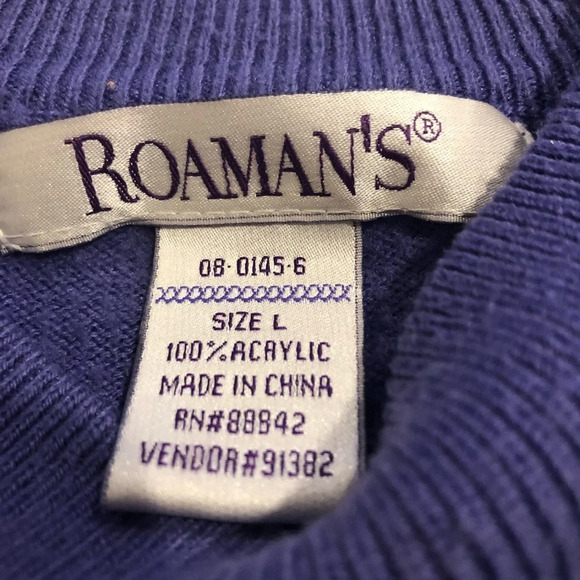 ROAMAN'S®
08-0145-6
SIZE L
100% ACRYLIC
MADE IN CHINA
RN#88842
VENDOR#91382